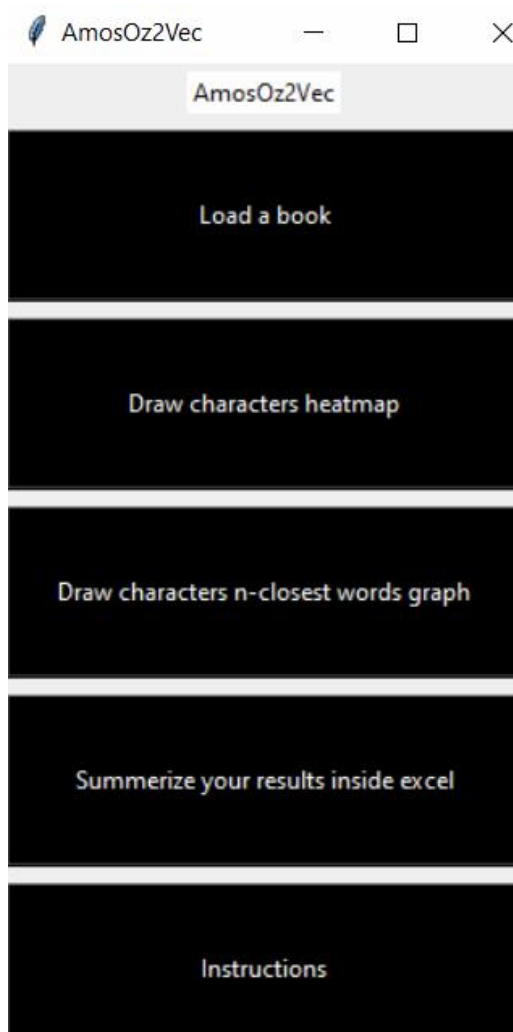 AmosOz2Vec
AmosOz2Vec
Load a book
Draw characters heatmap
Draw characters n-closest words graph
Summerize your results inside excel
Instructions